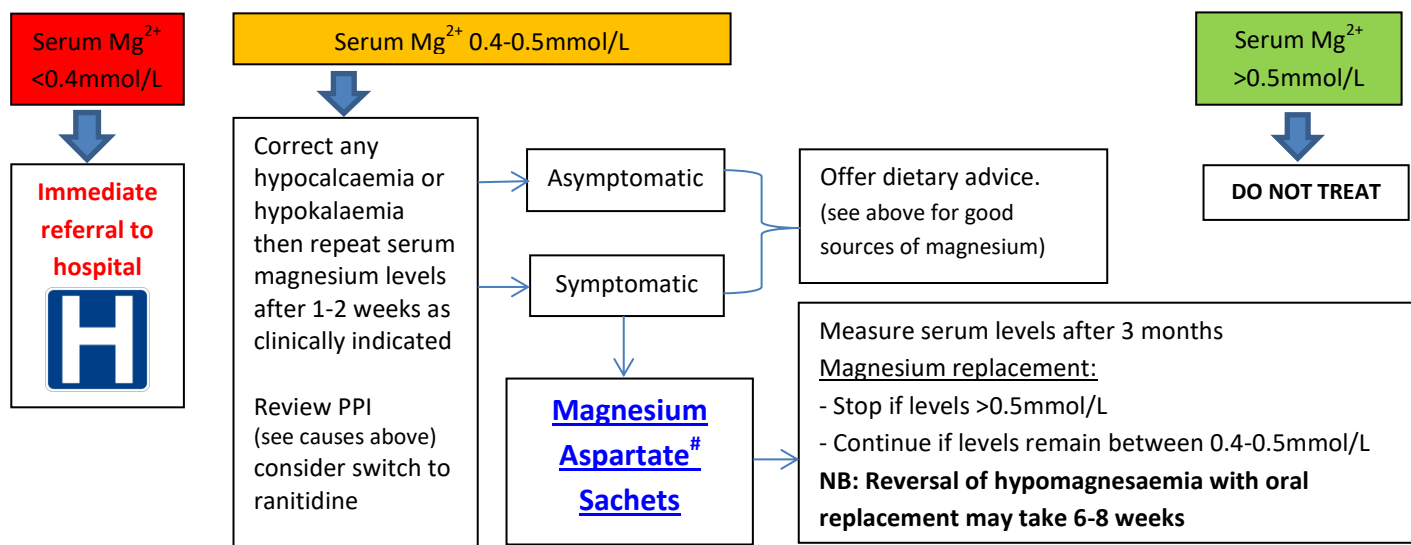 Serum Mg2+
<0.4mmol/L
Immediate
referral to
hospital
H
Serum Mg2+ 0.4-0.5mmol/L
Correct any
hypocalcaemia or
hypokalaemia
then repeat serum
magnesium levels
after 1-2 weeks as
clinically indicated
Review PPI
(see causes above)
consider switch to
ranitidine
Asymptomatic
Symptomatic
Offer dietary advice.
(see above for good
sources of magnesium)
Magnesium
Aspartate#
Sachets
Measure serum levels after 3 months
Magnesium replacement:
- Stop if levels >0.5mmol/L
- Continue if levels remain between 0.4-0.5mmol/L
NB: Reversal of hypomagnesaemia with oral
replacement may take 6-8 weeks
Serum Mg2+
>0.5mmol/L
DO NOT TREAT